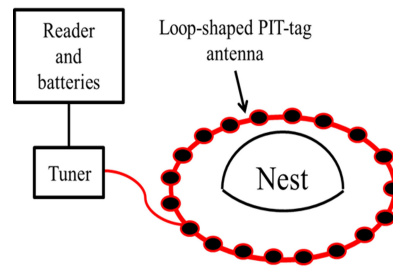 Reader
and
batteries
Loop-shaped PIT-tag
antenna
Tuner
Nest